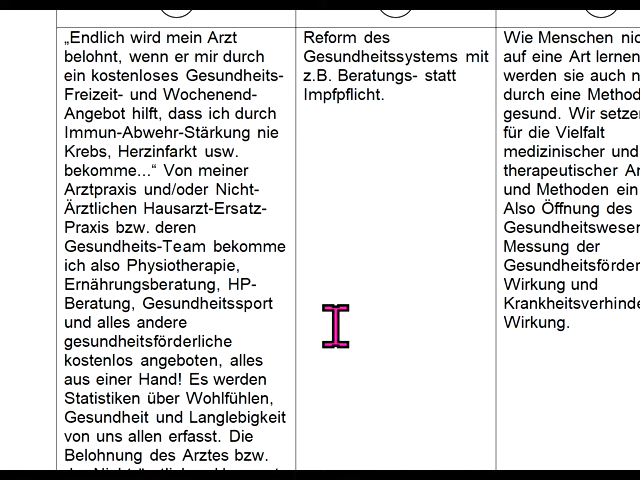 „Endlich wird mein Arzt
belohnt, wenn er mir durch
ein kostenloses Gesundheits-
Freizeit- und Wochenend-
Angebot hilft, dass ich durch
Immun-Abwehr-Stärkung nie
Krebs, Herzinfarkt usw.
bekomme...“ Von meiner
Arztpraxis und/oder Nicht-
Ärztlichen Hausarzt-Ersatz-
Praxis bzw. deren
Gesundheits-Team bekomme
ich also Physiotherapie,
Ernährungsberatung, HP-
Beratung, Gesundheitssport
und alles andere
gesundheitsförderliche
kostenlos angeboten, alles
aus einer Hand! Es werden
Statistiken über Wohlfühlen,
Gesundheit und Langlebigkeit
von uns allen erfasst. Die
Belohnung des Arztes bzw.
Reform des
Gesundheitssystems mit
z.B. Beratungs- statt
Impfpflicht.
Wie Menschen nic
auf eine Art lernen
werden sie auch n
durch eine Method
gesund. Wir setze
für die Vielfalt
medizinischer und
therapeutischer Ar
und Methoden ein
Also Öffnung des
Gesundheitsweser
Messung der
Gesundheitsförder
Wirkung und
Krankheitsverhinde
Wirkung.